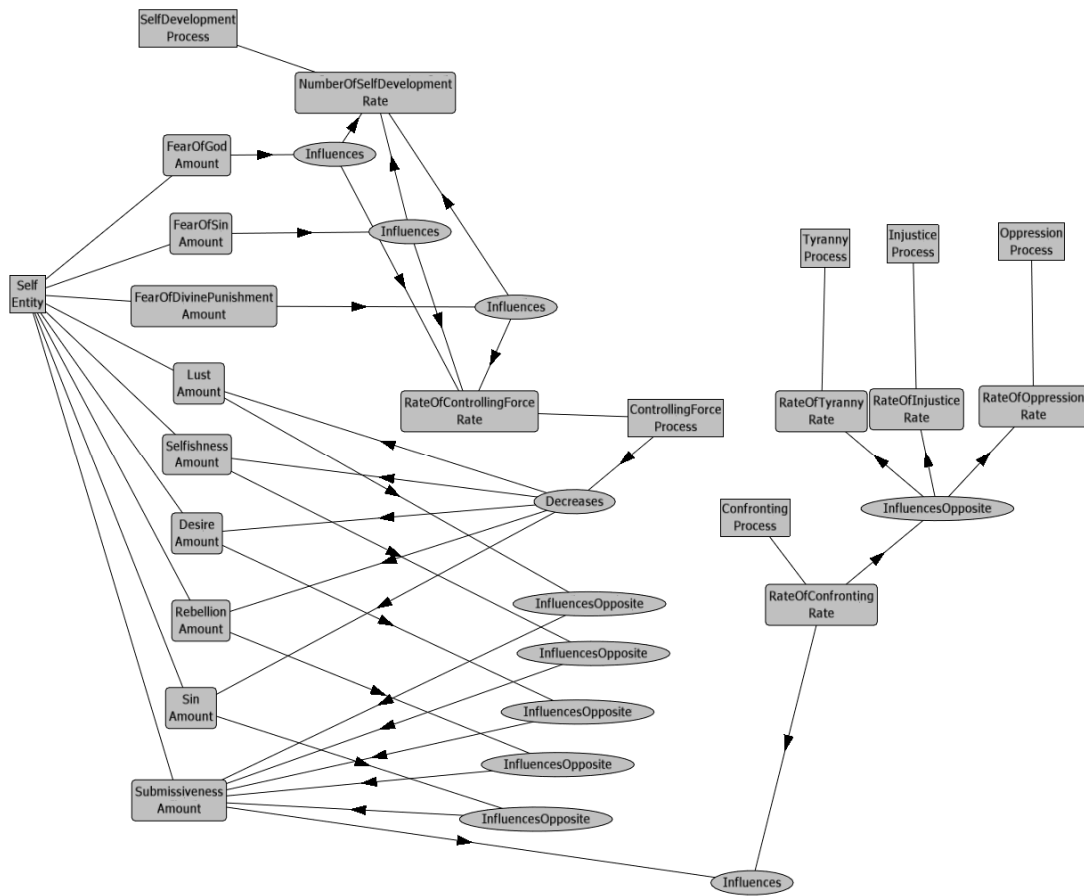 SelfDevelopment
Process
NumberOfSelfDevelopment
Rate
FearOfGod
Amount
Influences
FearOfSin
Amount
Influences
Tyranny
Process
Injustice
Process
Oppression
Process
Self
Entity
FearOfDivinePunishment
Amount
Influences
Lust
Amount
RateOfControllingForce
Rate
ControllingForce
Process
RateOfTyranny
Rate
RateOfInjustice
Rate
RateOfOppression
Rate
Selfishness
Amount
Decreases
Confronting
Process
InfluencesOpposite
Desire
Amount
Rebellion
Amount
InfluencesOpposite
RateOfConfronting
Rate
InfluencesOpposite
Sin
Amount
InfluencesOpposite
InfluencesOpposite
Submissiveness
Amount
InfluencesOpposite
Influences